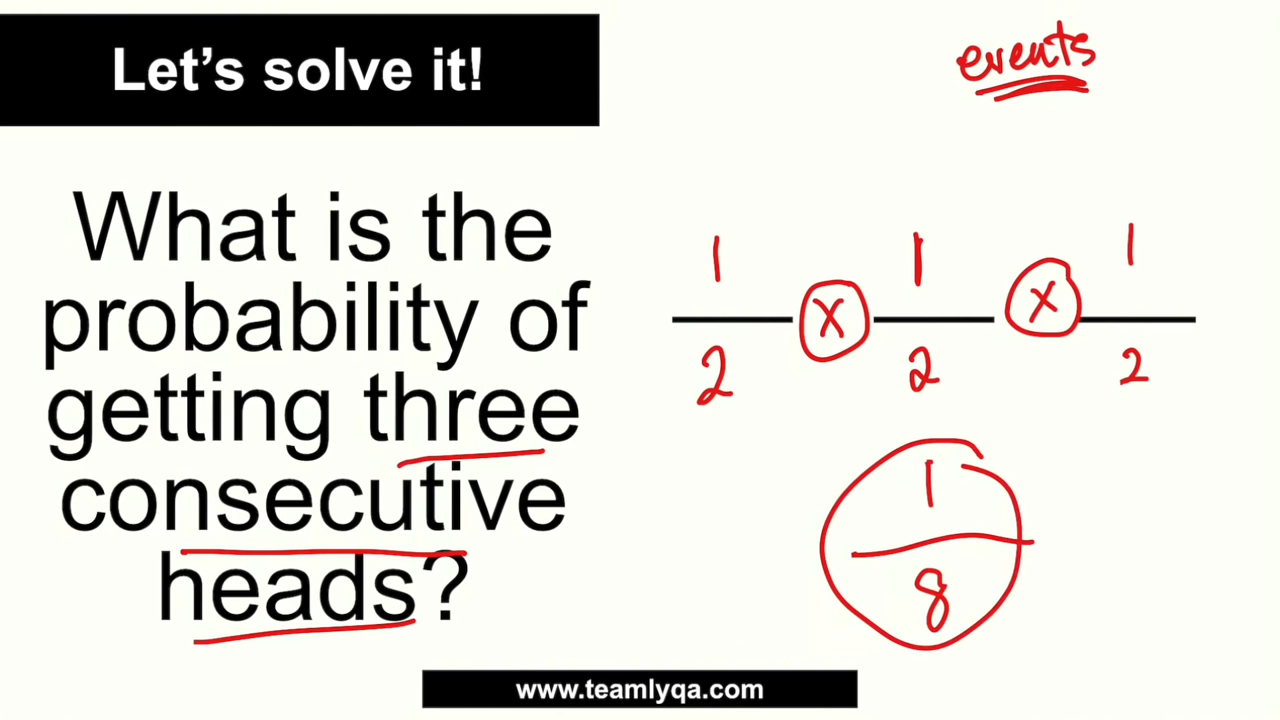 Let's solve it!
events
What is the
probability of
getting three
consecutive
heads?
1 x 1 x 1
2 2 2
1
8
www.teamlyqa.com